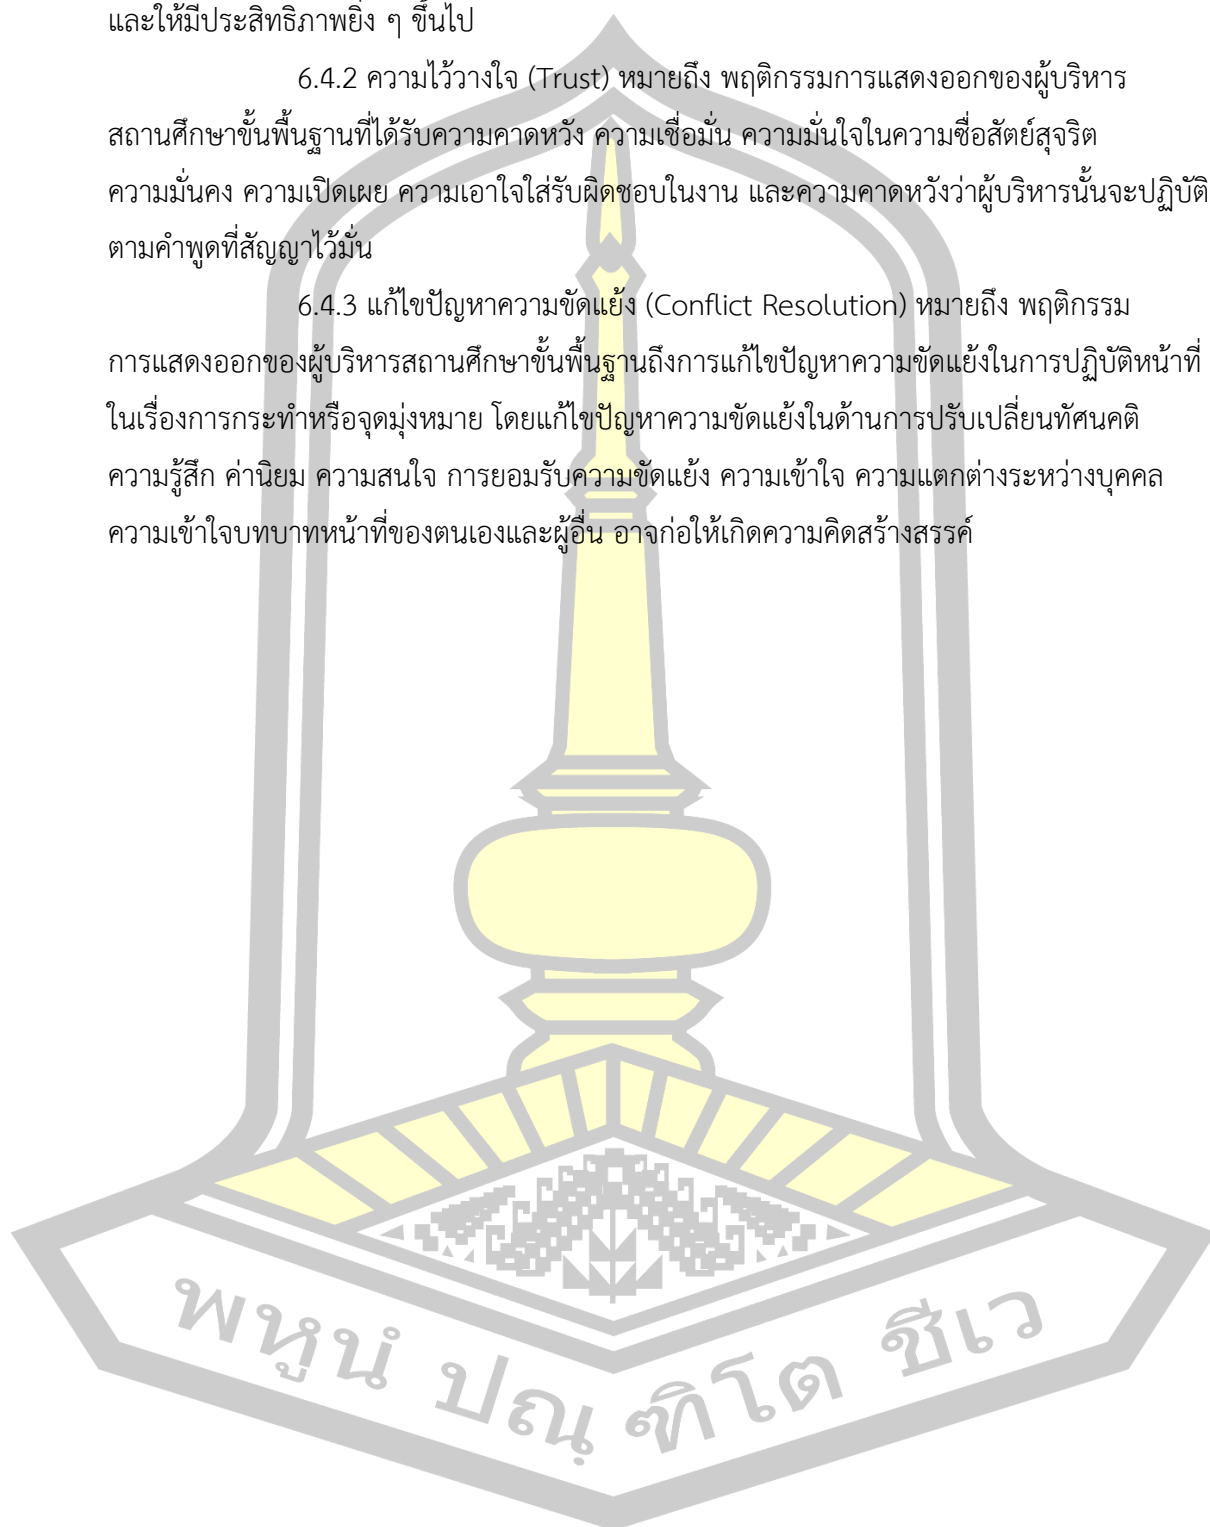 และให้มีประสิทธิภาพยิ่ง ๆ ขึ้นไป
6.4.2 ความไว้วางใจ (Trust) หมายถึง พฤติกรรมการแสดงออกของผู้บริหาร
สถานศึกษาขั้นพื้นฐานที่ได้รับความคาดหวัง ความเชื่อมั่น ความมั่นใจในความซื่อสัตย์สุจริต
ความมั่นคง ความเปิดเผย ความเอาใจใส่รับผิดชอบในงาน และความคาดหวังว่าผู้บริหารนั้นจะปฏิบัติ
ตามคำพูดที่สัญญาไว้มั่น
6.4.3 แก้ไขปัญหาความขัดแย้ง (Conflict Resolution) หมายถึง พฤติกรรม
การแสดงออกของผู้บริหารสถานศึกษาขั้นพื้นฐานถึงการแก้ไขปัญหาความขัดแย้งในการปฏิบัติหน้าที่
ในเรื่องการกระทำหรือจุดมุ่งหมาย โดยแก้ไขปัญหาความขัดแย้งในด้านการปรับเปลี่ยนทัศนคติ
ความรู้สึก ค่านิยม ความสนใจ การยอมรับความขัดแย้ง ความเข้าใจ ความแตกต่างระหว่างบุคคล
ความเข้าใจบทบาทหน้าที่ของตนเองและผู้อื่น อาจก่อให้เกิดความคิดสร้างสรรค์
พหูนํ ปณฺฑิโต ชีเว